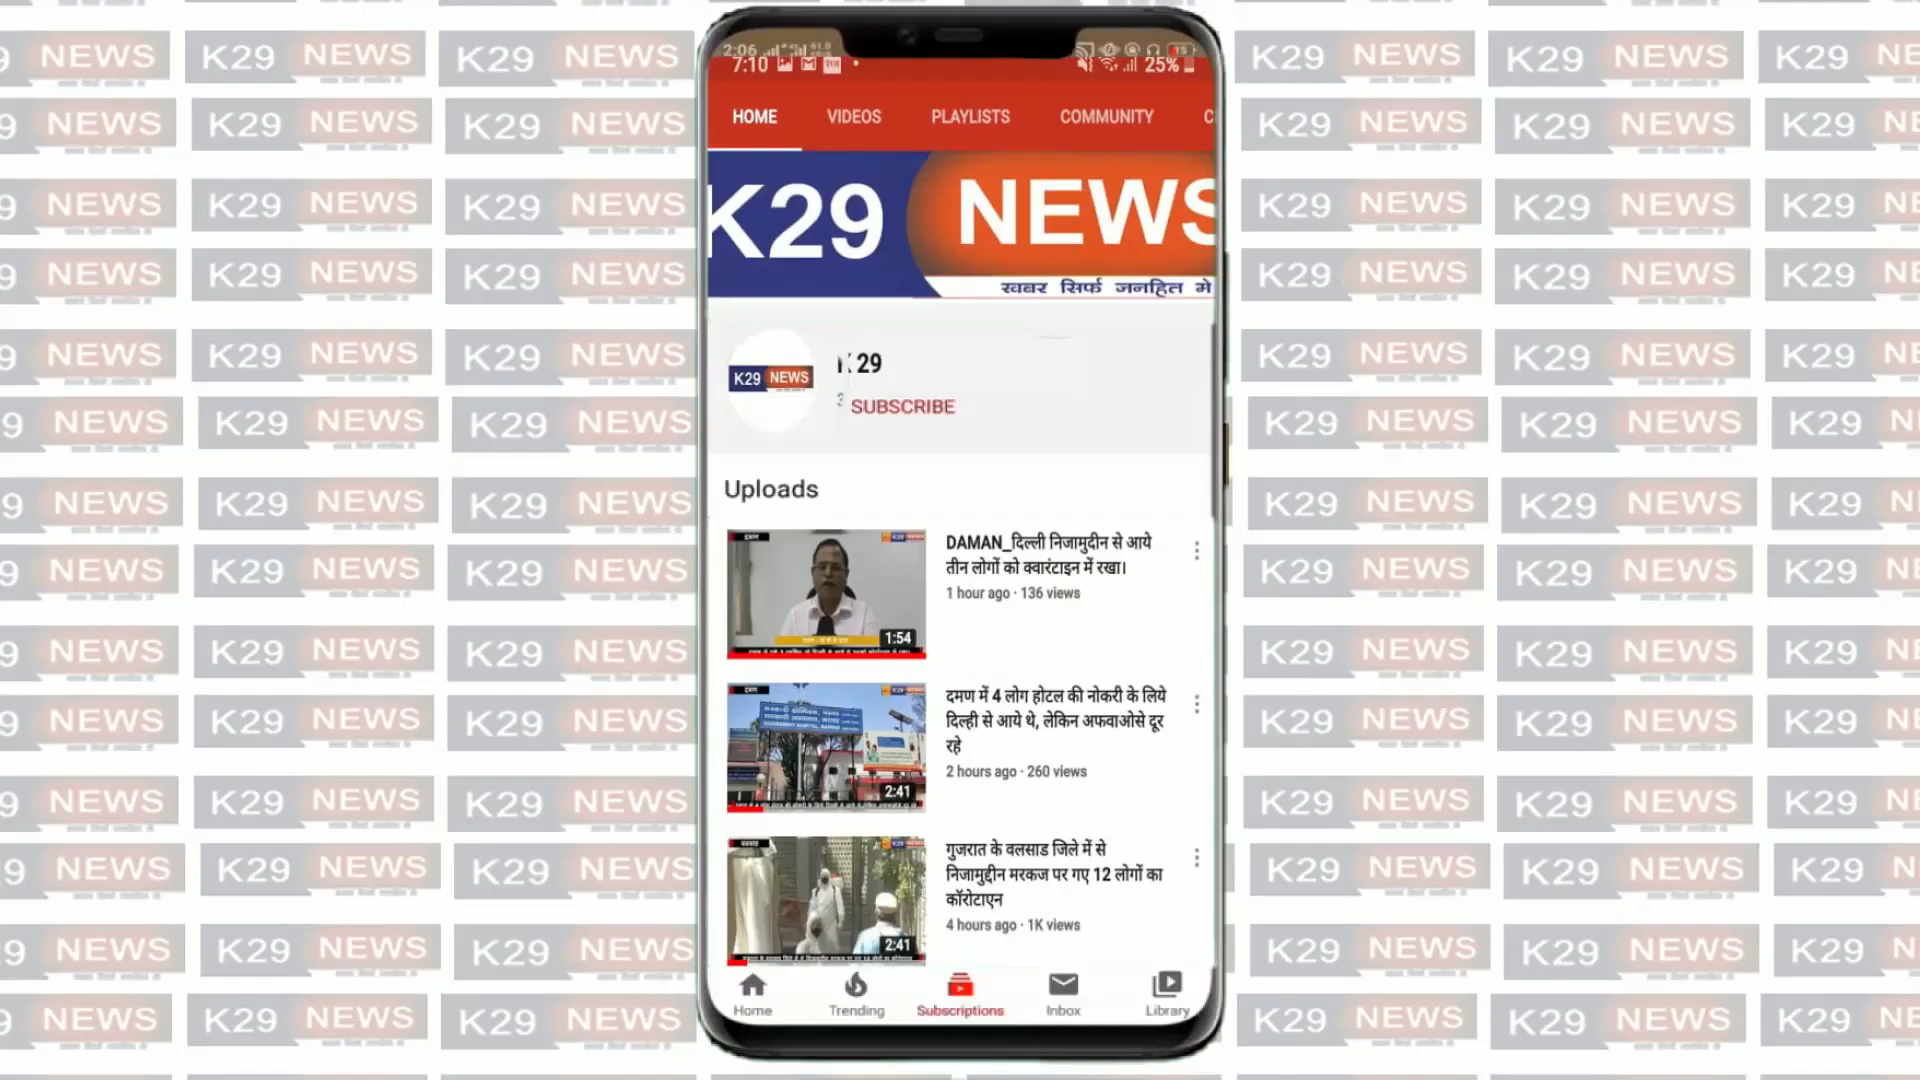 2:06
7:10
25%
HOME VIDEOS PLAYLISTS COMMUNITY C
K29 NEWS
खबर सिर्फ जनहित मे
K29 NEWS
K 29
SUBSCRIBE
Uploads
DAMAN_दिल्ली निजामुदीन से आये
तीन लोगों को क्वारंटाइन में रखा।
1 hour ago · 136 views
1:54
दमण में 4 लोग होटल की नोकरी के लिये
दिल्ही से आये थे, लेकिन अफवाओसे दूर
रहे
2 hours ago · 260 views
2:41
गुजरात के वलसाड जिले में से
निजामुद्दीन मरकज पर गए 12 लोगों का
कॉरोटाएन
4 hours ago · 1K views
2:41
Home Trending Subscriptions Inbox Library